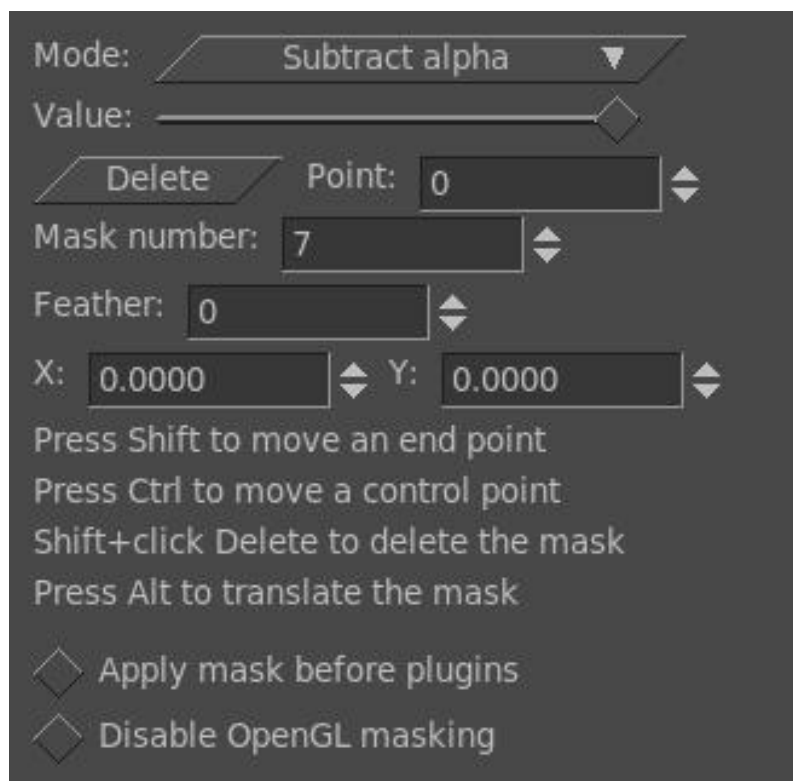 Mode: Subtract alpha
Value:
Delete Point: 0
Mask number: 7
Feather: 0
X: 0.0000 Y: 0.0000
Press Shift to move an end point
Press Ctrl to move a control point
Shift+click Delete to delete the mask
Press Alt to translate the mask
Apply mask before plugins
Disable OpenGL masking